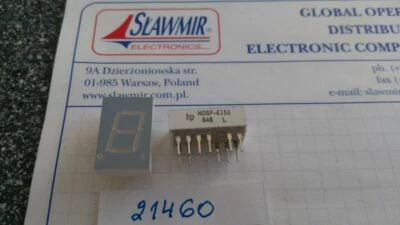 SŁAWMIR
ELECTRONICS
9A Dzierżoniowska str.
01-985 Warsaw, Poland
www.slawmir.com.pl
GLOBAL OPER
DISTRIBU
ELECTRONIC COMP
ph. (+
fax (+
e-mail: slawmir@
hp HDSP-E153
848 L
21460